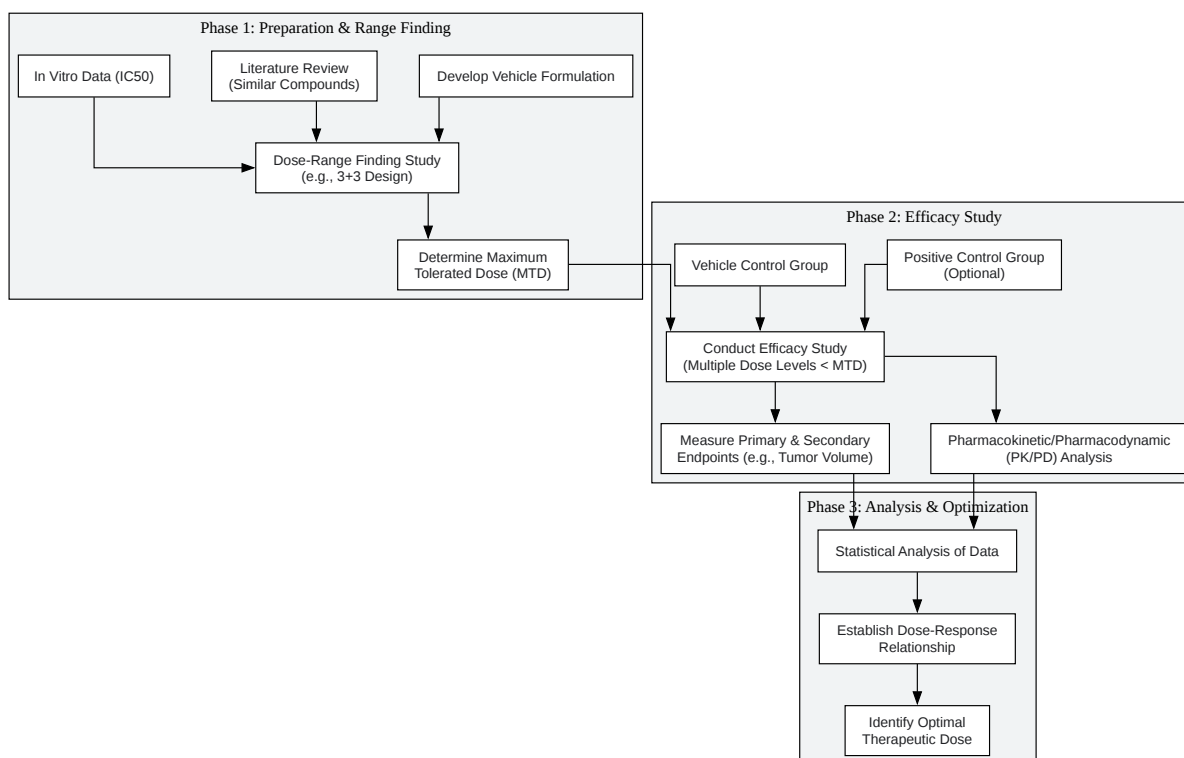 Phase 1: Preparation & Range Finding
In Vitro Data (IC50)
Literature Review
(Similar Compounds)
Develop Vehicle Formulation
Dose-Range Finding Study
(e.g., 3+3 Design)
Determine Maximum
Tolerated Dose (MTD)
Phase 2: Efficacy Study
Vehicle Control Group
Positive Control Group
(Optional)
Conduct Efficacy Study
(Multiple Dose Levels < MTD)
Measure Primary & Secondary
Endpoints (e.g., Tumor Volume)
Pharmacokinetic/Pharmacodynamic
(PK/PD) Analysis
Phase 3: Analysis & Optimization
Statistical Analysis of Data
Establish Dose-Response
Relationship
Identify Optimal
Therapeutic Dose